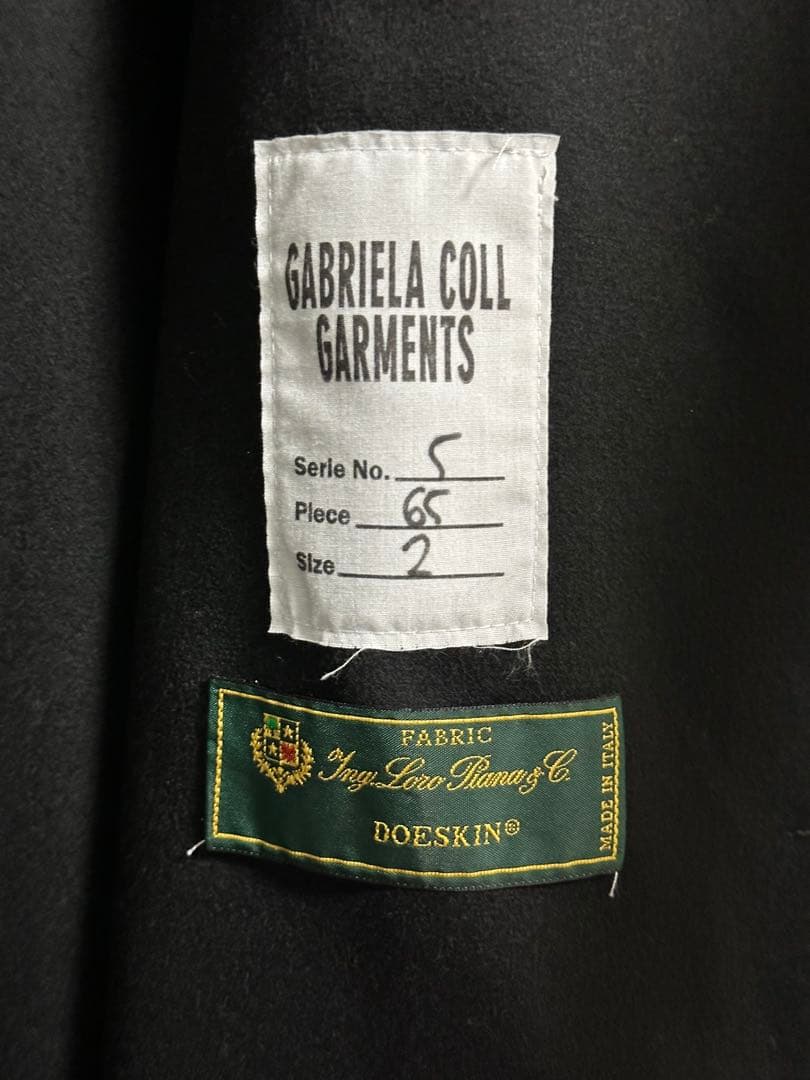 GABRIELA COLL
GARMENTS
Serie No. 5
Piece 65
Size 2
FABRIC
Ing. Loro Piana & C.
DOESKIN®
MADE IN ITALY